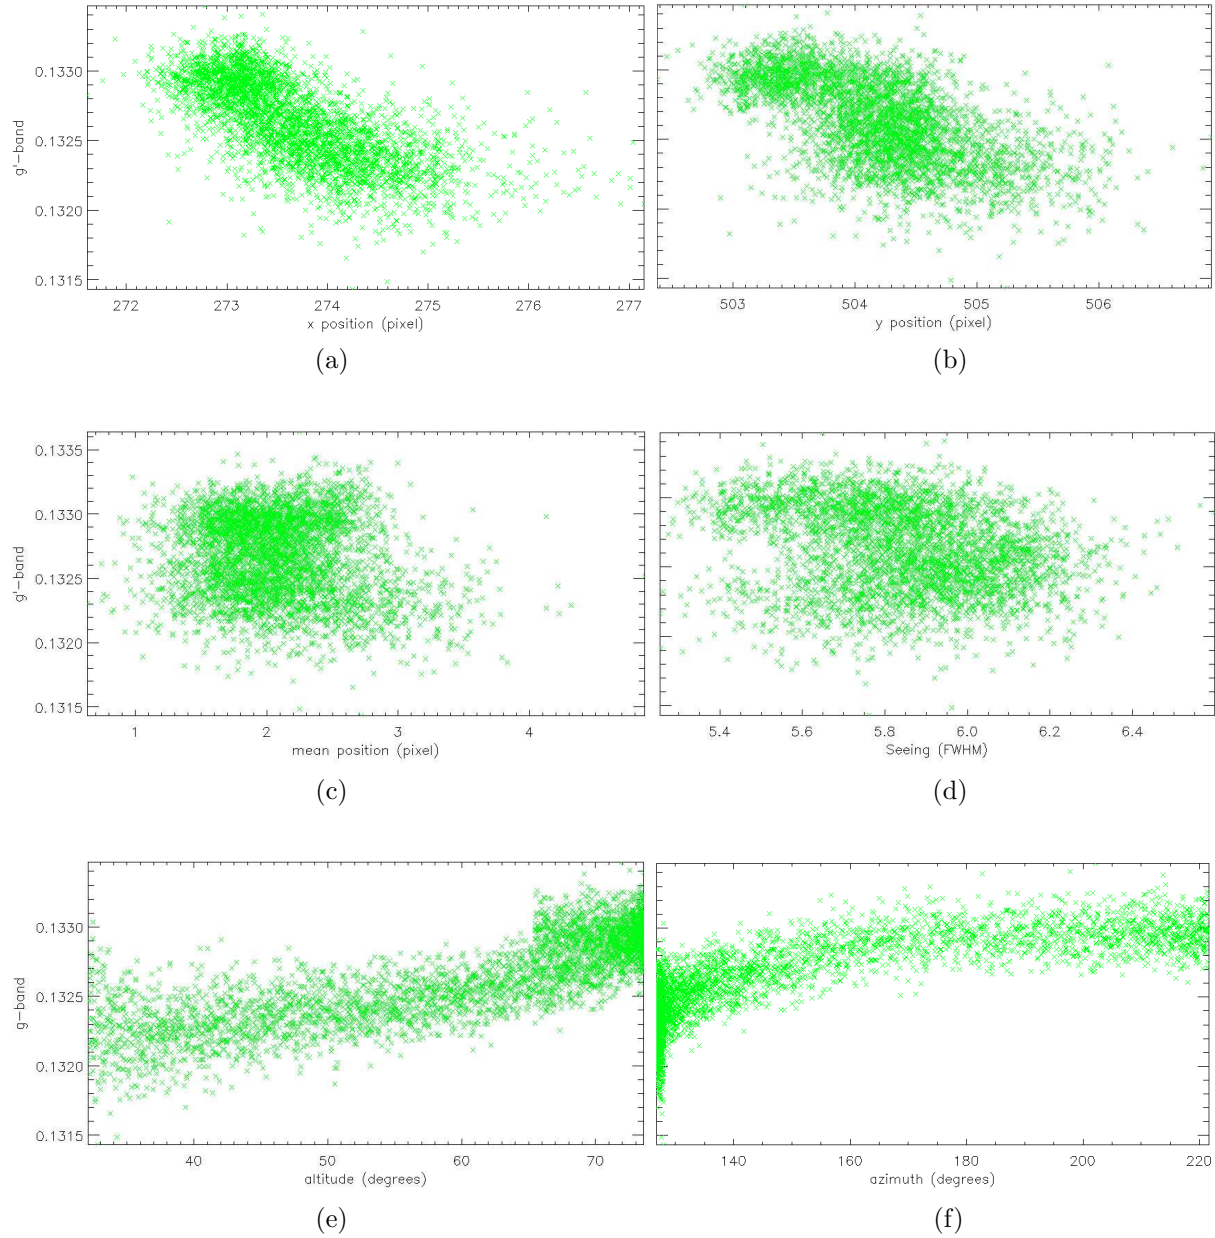 0.1330
0.1325
0.1320
0.1315
g'−band
272 273 274 275 276 277
x position (pixel)
(a)
503 504 505 506
y position (pixel)
(b)
0.1335
0.1330
0.1325
0.1320
0.1315
g'−band
1 2 3 4
mean position (pixel)
(c)
5.4 5.6 5.8 6.0 6.2 6.4
Seeing (FWHM)
(d)
0.1330
0.1325
0.1320
0.1315
g−band
40 50 60 70
altitude (degrees)
(e)
140 160 180 200 220
azimuth (degrees)
(f)